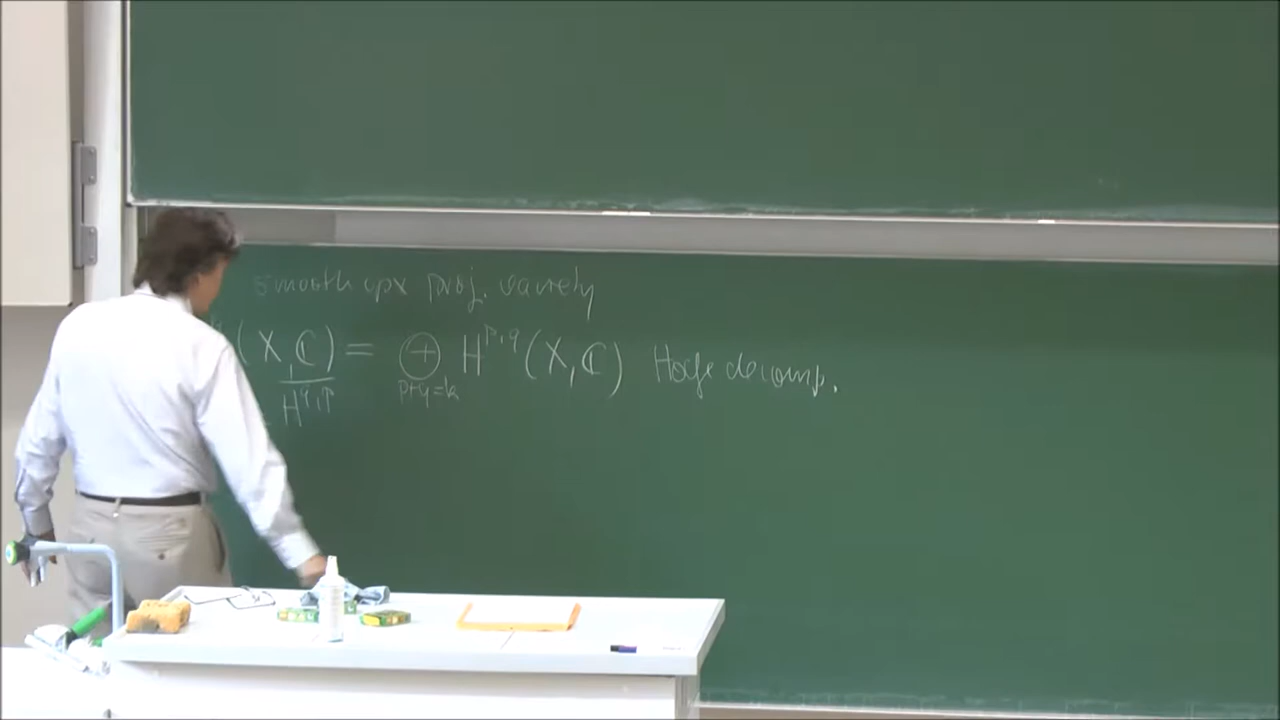 smooth cpx proj. variety
(X,ℂ) = ⊕ H^{p,q}(X,ℂ) Hodge decomp.
p+q=k
H^{q,p}